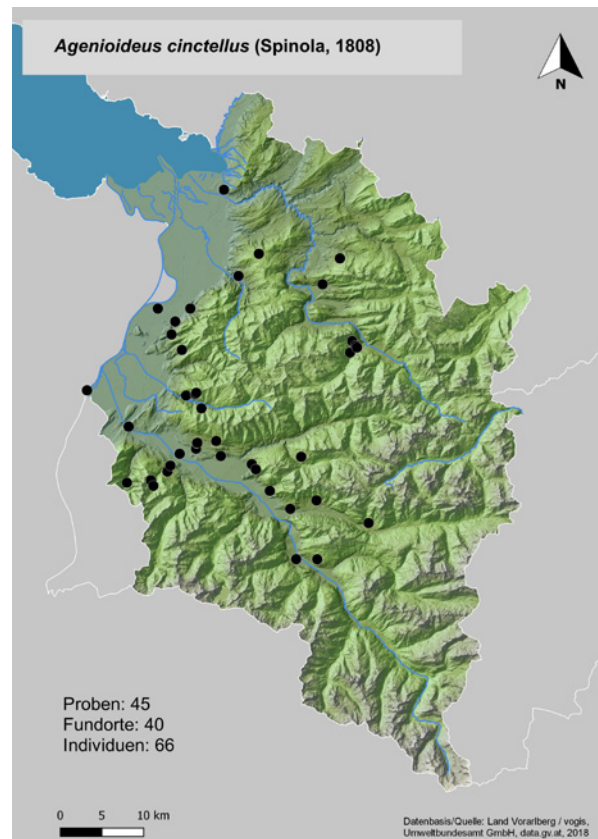 Agenioideus cinctellus (Spinola, 1808)
N
Proben: 45
Fundorte: 40
Individuen: 66
0 5 10 km
Datenbasis/Quelle: Land Vorarlberg / vogis,
Umweltbundesamt GmbH, data.gv.at, 2018